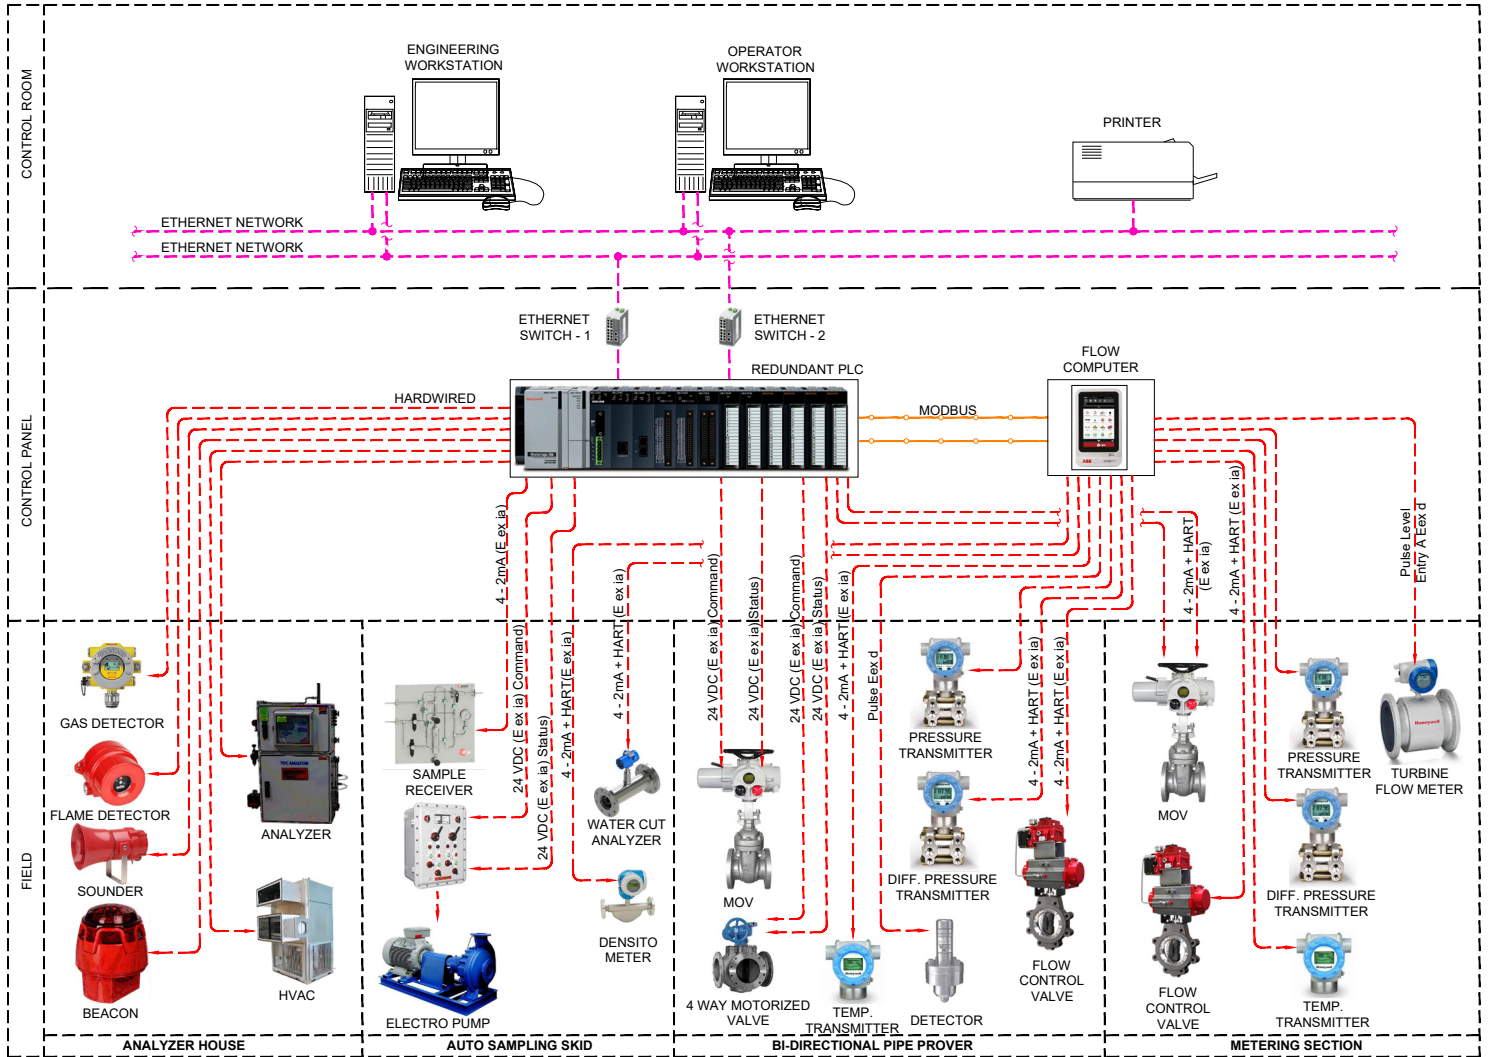 CONTROL ROOM
ENGINEERING
WORKSTATION
OPERATOR
WORKSTATION
PRINTER
ETHERNET NETWORK
ETHERNET NETWORK
CONTROL PANEL
ETHERNET
SWITCH - 1
ETHERNET
SWITCH - 2
REDUNDANT PLC
FLOW
COMPUTER
HARDWIRED
MODBUS
Honeywell
ABB
4 - 2mA (E ex ia)
24 VDC (E ex ia) Command)
24 VDC (E ex ia) Status)
4 - 2mA + HART(E ex ia)
4 - 2mA + HART (E ex ia)
24 VDC (E ex ia) Command)
24 VDC (E ex ia) Status)
24 VDC (E ex ia) Command)
24 VDC (E ex ia) Status)
4 - 2mA + HART (E ex ia)
Pulse Eex d
4 - 2mA + HART (E ex ia)
4 - 2mA + HART (E ex ia)
4 - 2mA + HART
(E ex ia)
4 - 2mA + HART (E ex ia)
Pulse Level
Entry A Eex d
FIELD
GAS DETECTOR
FLAME DETECTOR
SOUNDER
BEACON
ANALYZER
HVAC
SAMPLE
RECEIVER
ELECTRO PUMP
WATER CUT
ANALYZER
DENSITO
METER
MOV
4 WAY MOTORIZED
VALVE
TEMP.
TRANSMITTER
DETECTOR
PRESSURE
TRANSMITTER
DIFF. PRESSURE
TRANSMITTER
FLOW
CONTROL
VALVE
MOV
FLOW
CONTROL
VALVE
PRESSURE
TRANSMITTER
DIFF. PRESSURE
TRANSMITTER
TEMP.
TRANSMITTER
Honeywell
TURBINE
FLOW METER
ANALYZER HOUSE
AUTO SAMPLING SKID
BI-DIRECTIONAL PIPE PROVER
METERING SECTION